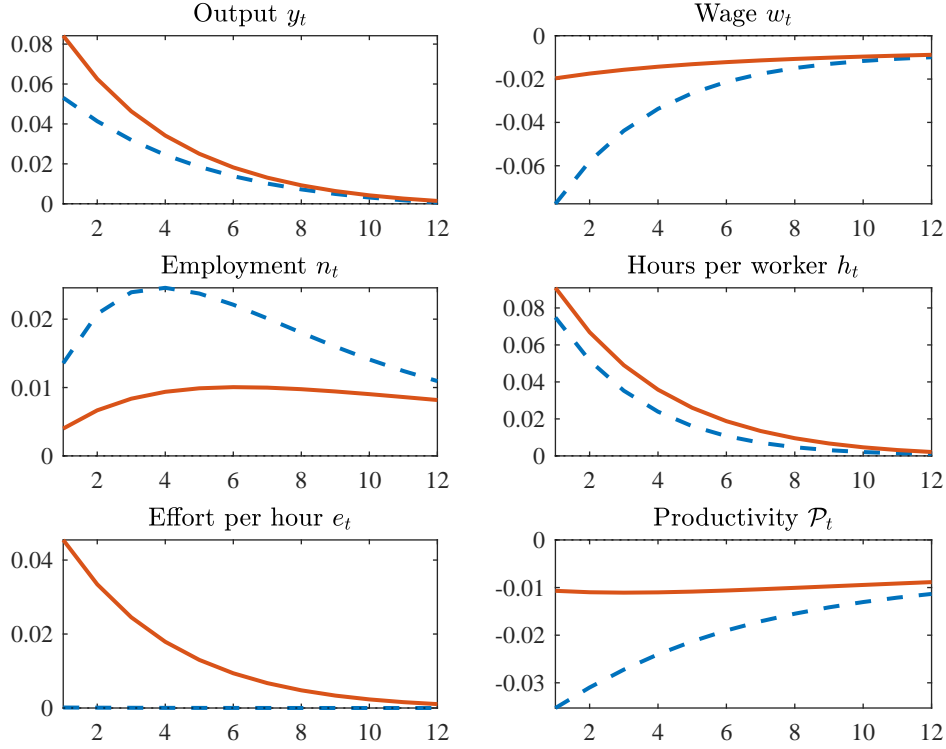 Output y_t
0.08
0.06
0.04
0.02
0
2 4 6 8 10 12
Wage w_t
0
-0.02
-0.04
-0.06
2 4 6 8 10 12
Employment n_t
0.02
0.01
0
2 4 6 8 10 12
Hours per worker h_t
0.08
0.06
0.04
0.02
0
2 4 6 8 10 12
Effort per hour e_t
0.04
0.02
0
2 4 6 8 10 12
Productivity 𝒫_t
0
-0.01
-0.02
-0.03
2 4 6 8 10 12